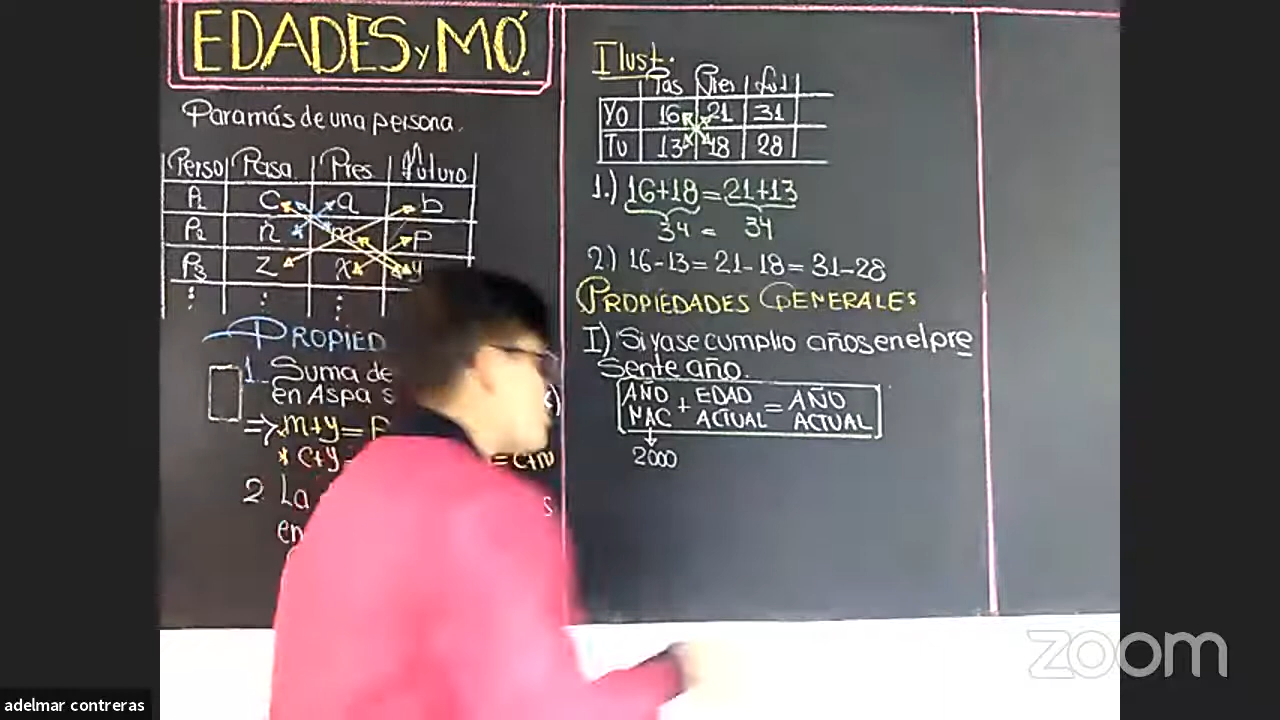 EDADES y MÓ.
Para más de una persona.
Perso Pasa. Pres Futuro
P1 c a b
P2 n m p
P3 z x y
⋮ ⋮ ⋮
PROPIED
1. Suma de
en Aspa s
=> m+y=
* c+y = c+m
2. La s
en
Ilust.
Pas Pres Fut
Yo 16 21 31
Tu 13 18 28
1.) 16+18 = 21+13
34 = 34
2) 16-13 = 21-18 = 31-28
PROPIEDADES GENERALES
I) Si ya se cumplio años en el pre
sente año.
AÑO NAC + EDAD ACTUAL = AÑO ACTUAL
2000
zoom
adelmar contreras